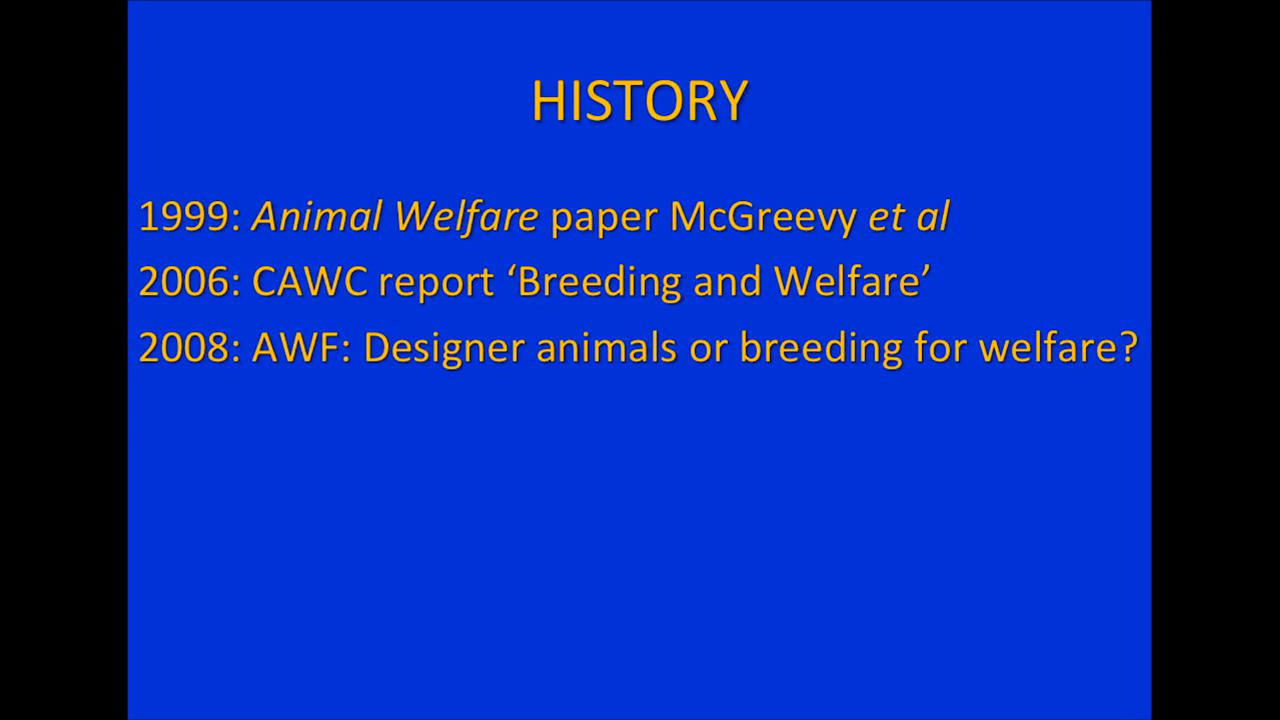 HISTORY
1999: Animal Welfare paper McGreevy et al
2006: CAWC report ‘Breeding and Welfare’
2008: AWF: Designer animals or breeding for welfare?